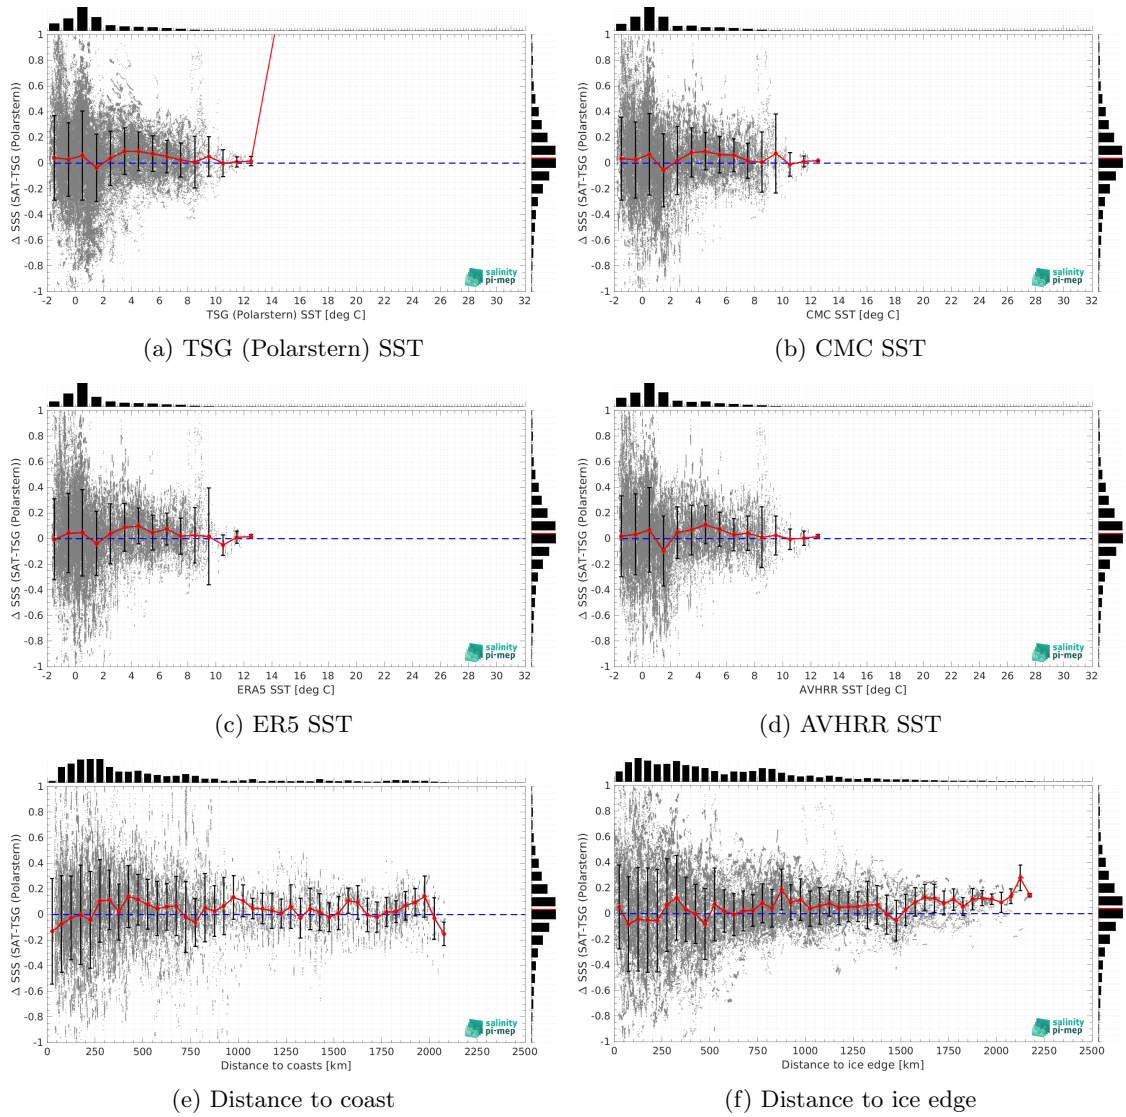 1
0.8
0.6
0.4
0.2
0
-0.2
-0.4
-0.6
-0.8
-1
Δ SSS (SAT-TSG (Polarstern))
salinity
pi-mep
-2 0 2 4 6 8 10 12 14 16 18 20 22 24 26 28 30 32
TSG (Polarstern) SST [deg C]
(a) TSG (Polarstern) SST
1
0.8
0.6
0.4
0.2
0
-0.2
-0.4
-0.6
-0.8
-1
Δ SSS (SAT-TSG (Polarstern))
salinity
pi-mep
-2 0 2 4 6 8 10 12 14 16 18 20 22 24 26 28 30 32
CMC SST [deg C]
(b) CMC SST
1
0.8
0.6
0.4
0.2
0
-0.2
-0.4
-0.6
-0.8
-1
Δ SSS (SAT-TSG (Polarstern))
salinity
pi-mep
-2 0 2 4 6 8 10 12 14 16 18 20 22 24 26 28 30 32
ERA5 SST [deg C]
(c) ER5 SST
1
0.8
0.6
0.4
0.2
0
-0.2
-0.4
-0.6
-0.8
-1
Δ SSS (SAT-TSG (Polarstern))
salinity
pi-mep
-2 0 2 4 6 8 10 12 14 16 18 20 22 24 26 28 30 32
AVHRR SST [deg C]
(d) AVHRR SST
1
0.8
0.6
0.4
0.2
0
-0.2
-0.4
-0.6
-0.8
-1
Δ SSS (SAT-TSG (Polarstern))
salinity
pi-mep
0 250 500 750 1000 1250 1500 1750 2000 2250 2500
Distance to coasts [km]
(e) Distance to coast
1
0.8
0.6
0.4
0.2
0
-0.2
-0.4
-0.6
-0.8
-1
Δ SSS (SAT-TSG (Polarstern))
salinity
pi-mep
0 250 500 750 1000 1250 1500 1750 2000 2250 2500
Distance to ice edge [km]
(f) Distance to ice edge